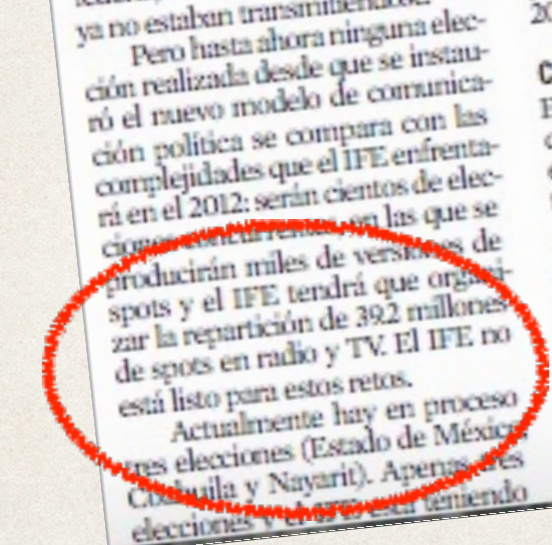 ya no estaban transmitiéndose.
Pero hasta ahora ninguna elec-
ción realizada desde que se instau-
ró el nuevo modelo de comunica-
ción política se compara con las
complejidades que el IFE enfrenta-
rá en el 2012: serán cientos de elec-
ciones concurrentes, en las que se
producirán miles de versiones de
spots y el IFE tendrá que organi-
zar la repartición de 39.2 millones
de spots en radio y TV. El IFE no
está listo para estos retos.
Actualmente hay en proceso
tres elecciones (Estado de México,
Coahuila y Nayarit). Apenas tres
elecciones y el IFE está teniendo
20
C